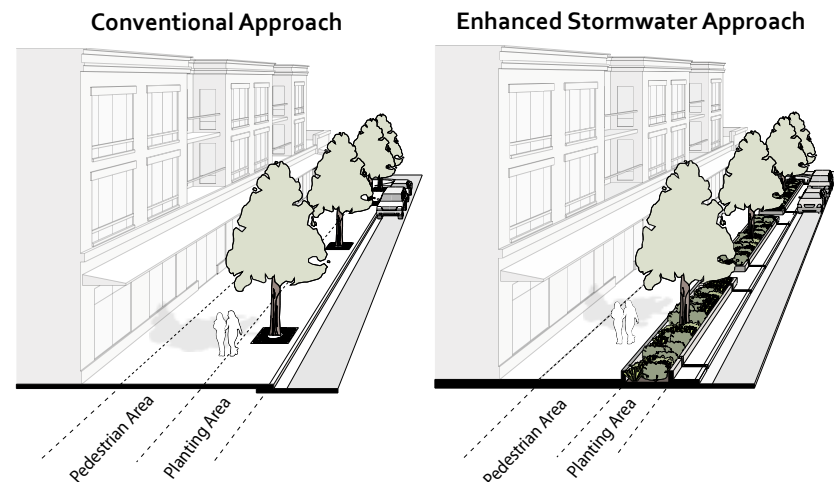 Conventional Approach
Enhanced Stormwater Approach
Pedestrian Area
Planting Area
Pedestrian Area
Planting Area